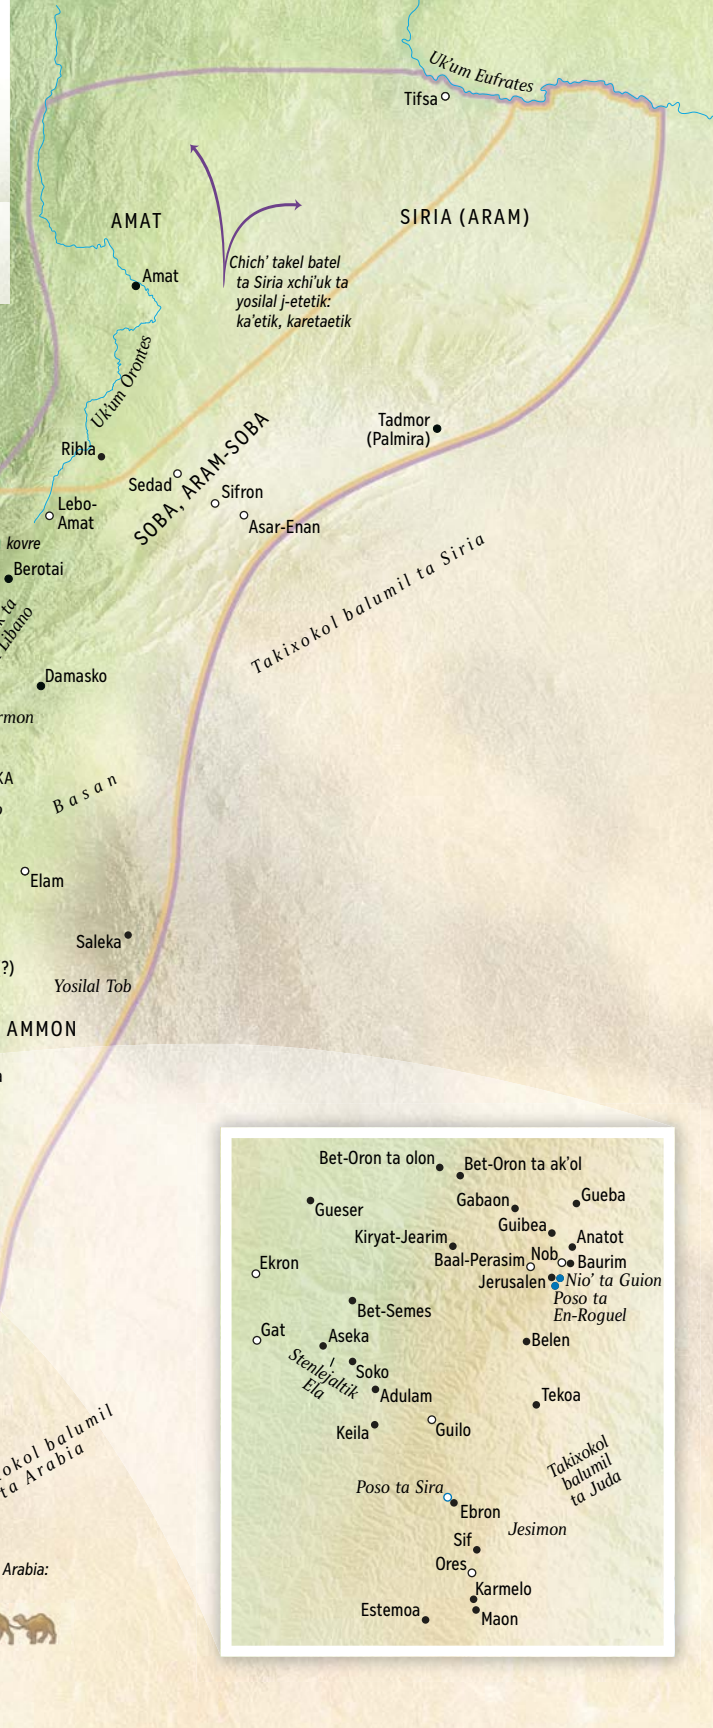 Uk'um Eufrates
Tifsa
AMAT
SIRIA (ARAM)
Chich' takel batel
ta Siria xchi'uk ta
yosilal j-etetik:
ka'etik, karetaetik
Amat
Uk'um Orontes
Tadmor
(Palmira)
Ribla
Sedad
SOBA, ARAM-SOBA
Sifron
Lebo-
Amat
Asar-Enan
kovre
Berotai
Takixokol balumil ta Siria
ta
Libano
Damasko
rmon
KA
Basan
Elam
Saleka
?)
Yosilal Tob
AMMON
Bet-Oron ta olon
Bet-Oron ta ak'ol
Gueser
Gabaon
Gueba
Guibea
Kiryat-Jearim
Anatot
Baal-Perasim
Nob
Baurim
Ekron
Jerusalen
Nio' ta Guion
Poso ta
En-Roguel
Bet-Semes
Gat
Aseka
Belen
Stenlejaltik
Ela
Soko
Adulam
Tekoa
Keila
Guilo
Takixokol
balumil
ta Juda
Poso ta Sira
Ebron
Jesimon
Sif
Ores
Karmelo
Estemoa
Maon
okol balumil
ta Arabia
Arabia: